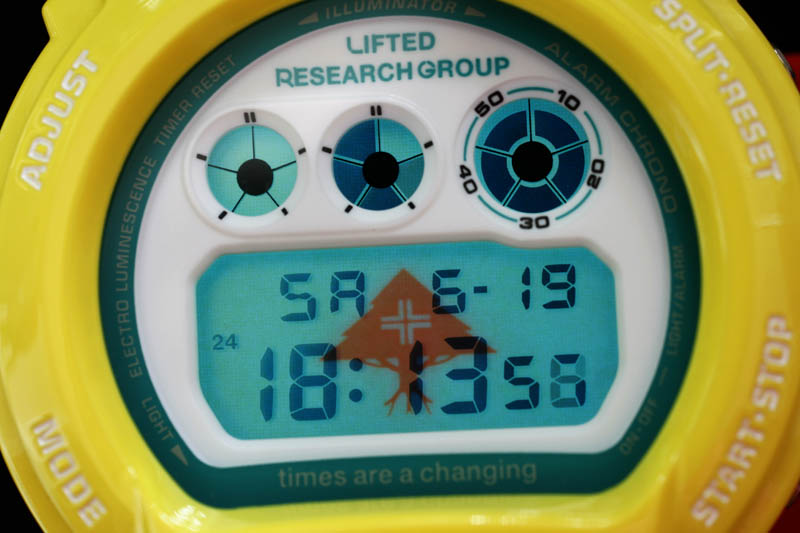 ILLUMINATOR
LIFTED
RESEARCH GROUP
ADJUST
SPLIT·RESET
TIMER RESET
ALARM CHRONO
ELECTRO LUMINESCENCE
50 10
40 20
30
SA 6-19
24
18:13
LIGHT/ALARM
LIGHT
ON·OFF
times are a changing
MODE
START·STOP